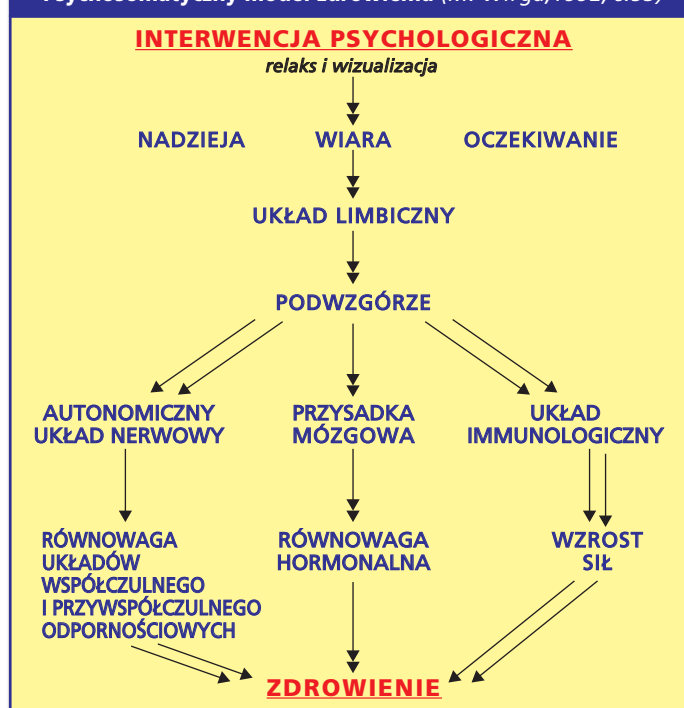 INTERWENCJA PSYCHOLOGICZNA
relaks i wizualizacja
NADZIEJA WIARA OCZEKIWANIE
UKŁAD LIMBICZNY
PODWZGÓRZE
AUTONOMICZNY
UKŁAD NERWOWY
PRZYSADKA
MÓZGOWA
UKŁAD
IMMUNOLOGICZNY
RÓWNOWAGA
UKŁADÓW
WSPÓŁCZULNEGO
I PRZYWSPÓŁCZULNEGO
ODPORNOŚCIOWYCH
RÓWNOWAGA
HORMONALNA
WZROST
SIŁ
ZDROWIENIE